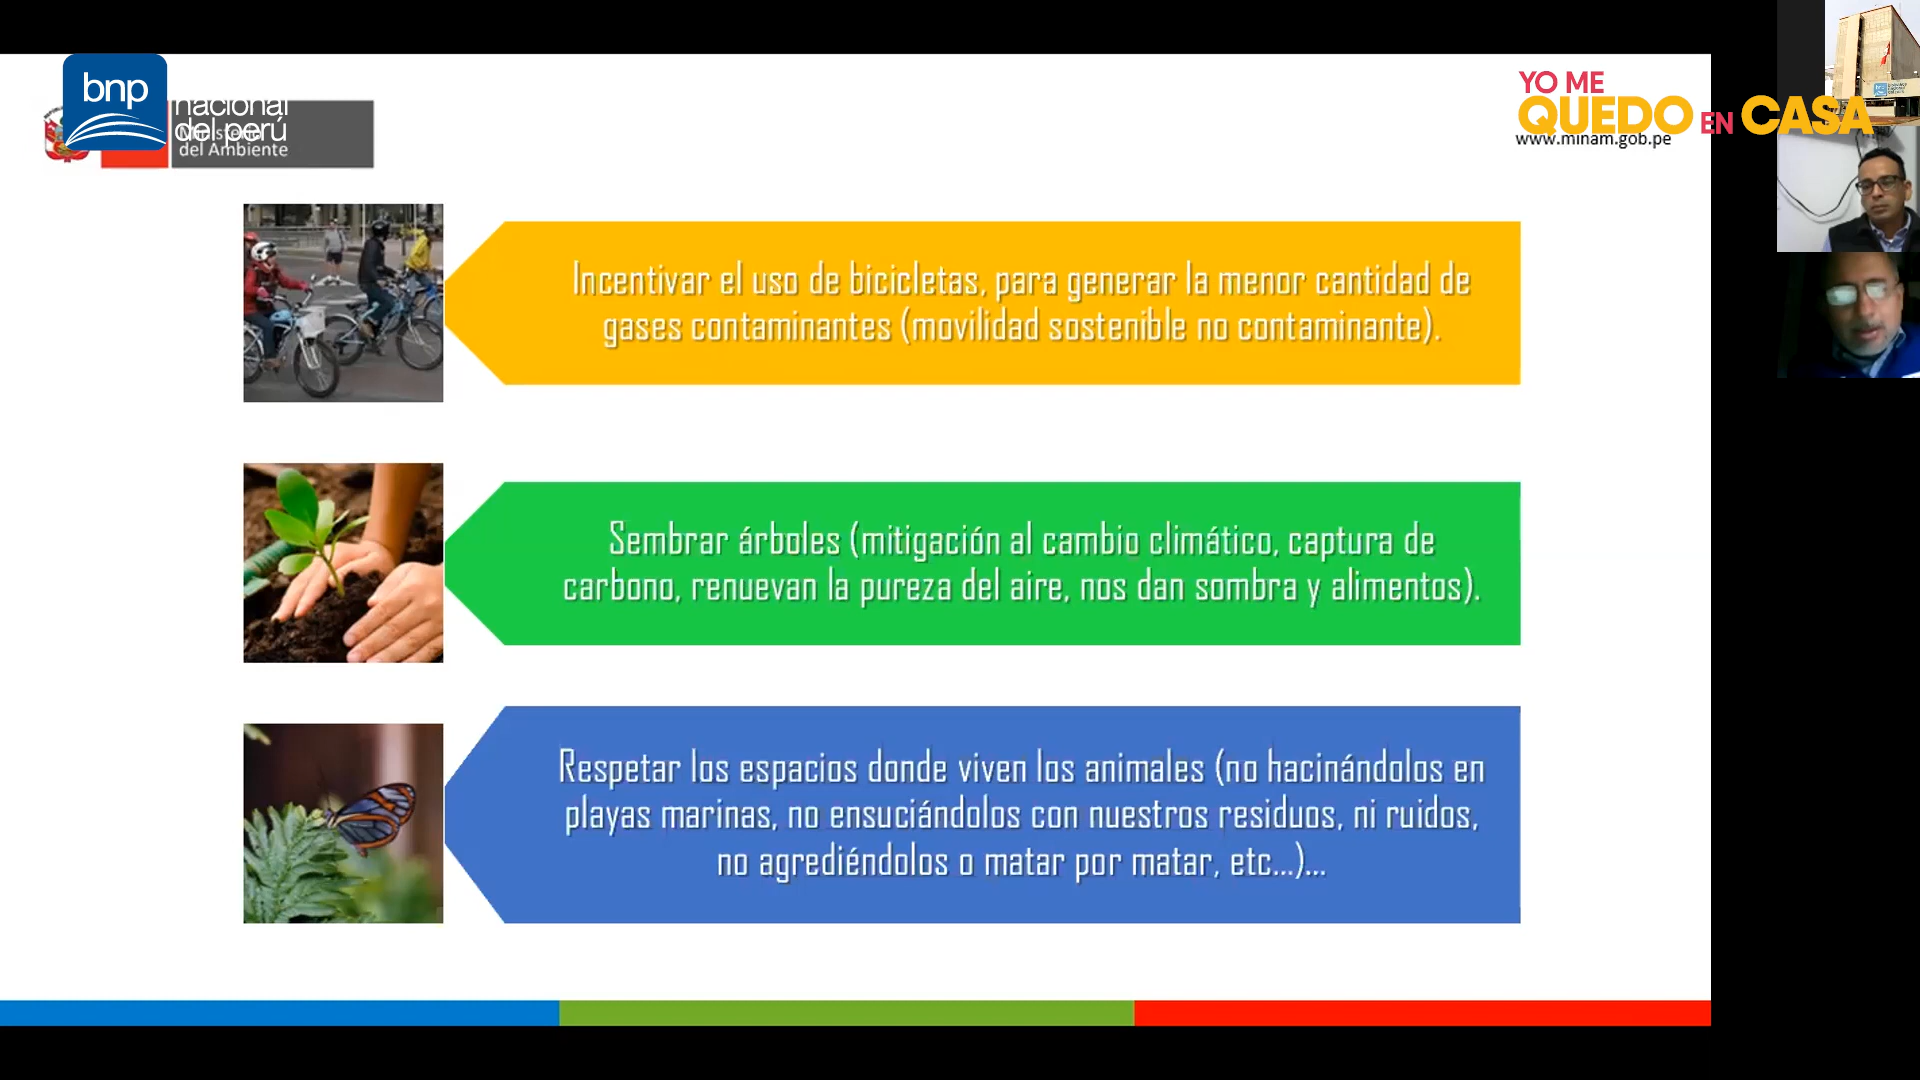 bnp
nacional
del perú
Ministerio
del Ambiente
YO ME
QUEDO EN CASA
www.minam.gob.pe
Incentivar el uso de bicicletas, para generar la menor cantidad de
gases contaminantes (movilidad sostenible no contaminante).
Sembrar árboles (mitigación al cambio climático, captura de
carbono, renuevan la pureza del aire, nos dan sombra y alimentos).
Respetar los espacios donde viven los animales (no hacinándolos en
playas marinas, no ensuciándolos con nuestros residuos, ni ruidos,
no agrediéndolos o matar por matar, etc...)...